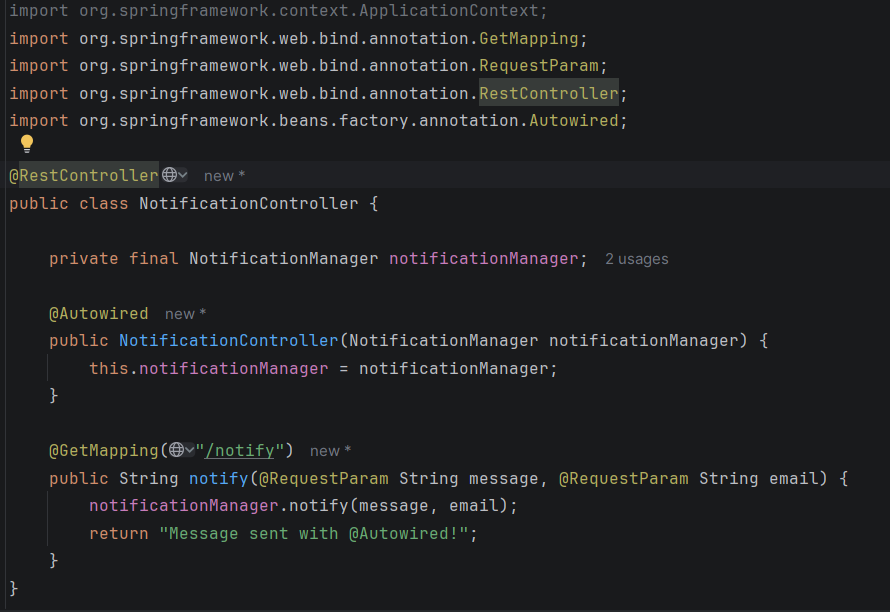 import org.springframework.context.ApplicationContext;
import org.springframework.web.bind.annotation.GetMapping;
import org.springframework.web.bind.annotation.RequestParam;
import org.springframework.web.bind.annotation.RestController;
import org.springframework.beans.factory.annotation.Autowired;
@RestController new *
public class NotificationController {
private final NotificationManager notificationManager; 2 usages
@Autowired new *
public NotificationController(NotificationManager notificationManager) {
this.notificationManager = notificationManager;
}
@GetMapping("/notify") new *
public String notify(@RequestParam String message, @RequestParam String email) {
notificationManager.notify(message, email);
return "Message sent with @Autowired!";
}
}